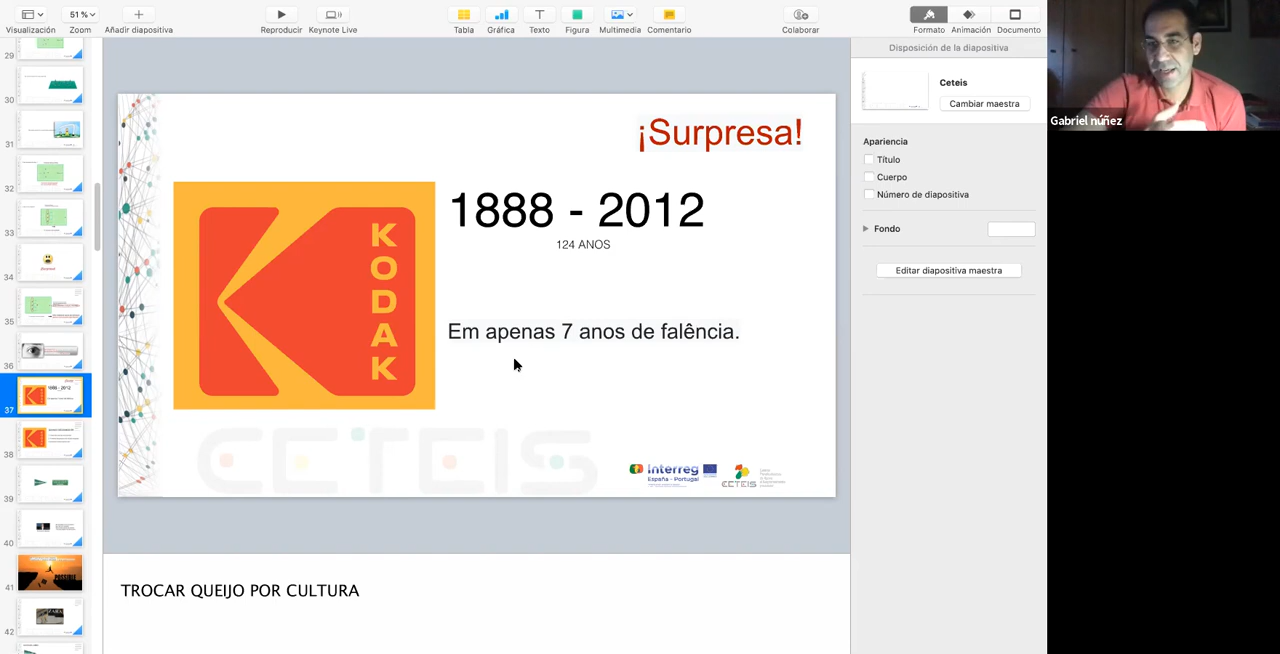 51 %
Visualización
Zoom
Añadir diapositiva
Reproducir
Keynote Live
Tabla
Gráfica
Texto
Figura
Multimedia
Comentario
Colaborar
Formato
Animación
Documento
29
30
31
32
33
34
35
36
37
38
39
40
41
42
¡Surpresa!
1888 - 2012
124 ANOS
KODAK
Em apenas 7 anos de falência.
CETEIS
Interreg
España - Portugal
CETEIS
TROCAR QUEIJO POR CULTURA
Disposición de la diapositiva
Ceteis
Cambiar maestra
Apariencia
Título
Cuerpo
Número de diapositiva
Fondo
Editar diapositiva maestra
Gabriel núñez